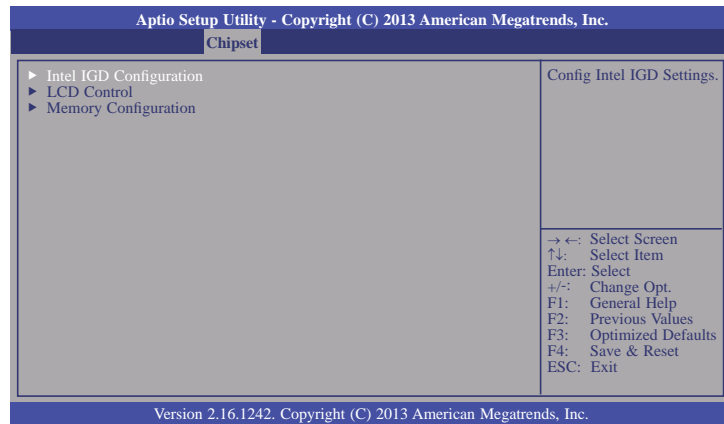 Aptio Setup Utility - Copyright (C) 2013 American Megatrends, Inc.
Chipset
► Intel IGD Configuration
► LCD Control
► Memory Configuration
Config Intel IGD Settings.
→ ←: Select Screen
↑↓: Select Item
Enter: Select
+/-: Change Opt.
F1: General Help
F2: Previous Values
F3: Optimized Defaults
F4: Save & Reset
ESC: Exit
Version 2.16.1242. Copyright (C) 2013 American Megatrends, Inc.